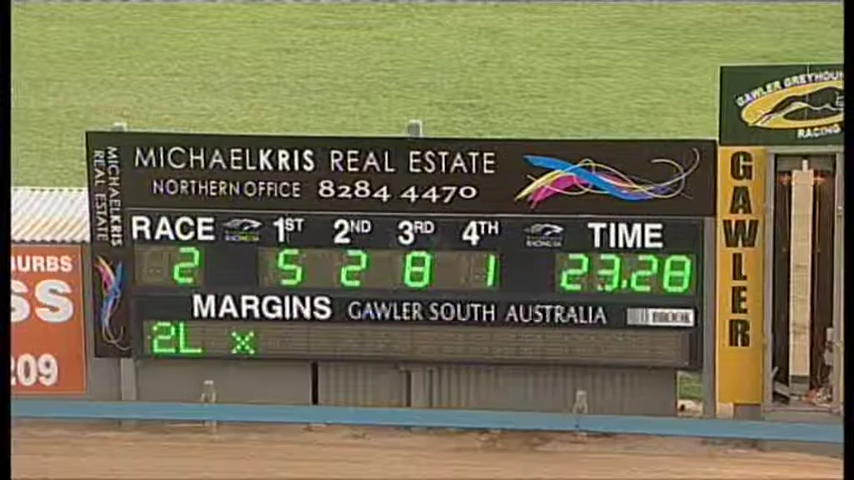 GAWLER GREYHOUND
RACING
MICHAELKRIS REAL ESTATE
MICHAELKRIS REAL ESTATE
NORTHERN OFFICE 8284 4470
RACE 1ST 2ND 3RD 4TH TIME
2 5 2 8 1 23.28
MARGINS GAWLER SOUTH AUSTRALIA
2L x
GAWLER
URBS
SS
209